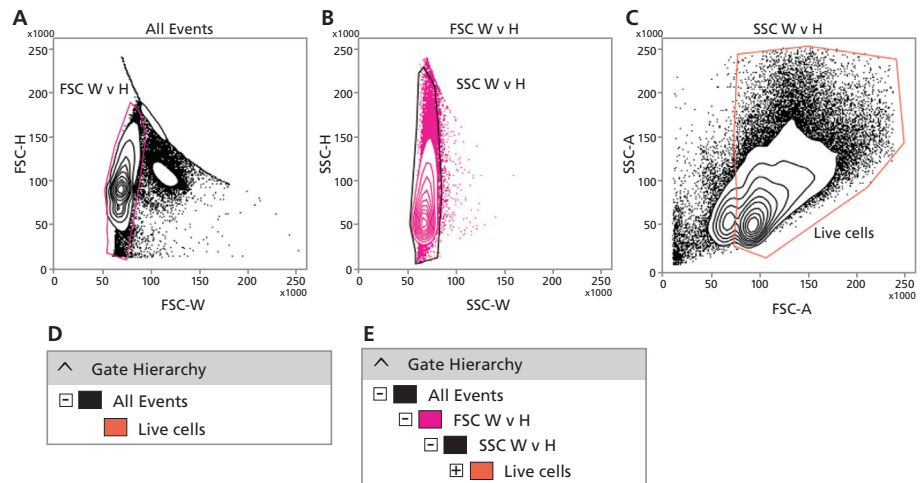 A
All Events
x1000
250
200
150
100
50
0
FSC-H
FSC W v H
0 50 100 150 200 250
x1000
FSC-W
B
FSC W v H
x1000
250
200
150
100
50
0
SSC-H
SSC W v H
0 50 100 150 200 250
x1000
SSC-W
C
SSC W v H
x1000
250
200
150
100
50
0
SSC-A
Live cells
0 50 100 150 200 250
x1000
FSC-A
D
Gate Hierarchy
All Events
Live cells
E
Gate Hierarchy
All Events
FSC W v H
SSC W v H
Live cells